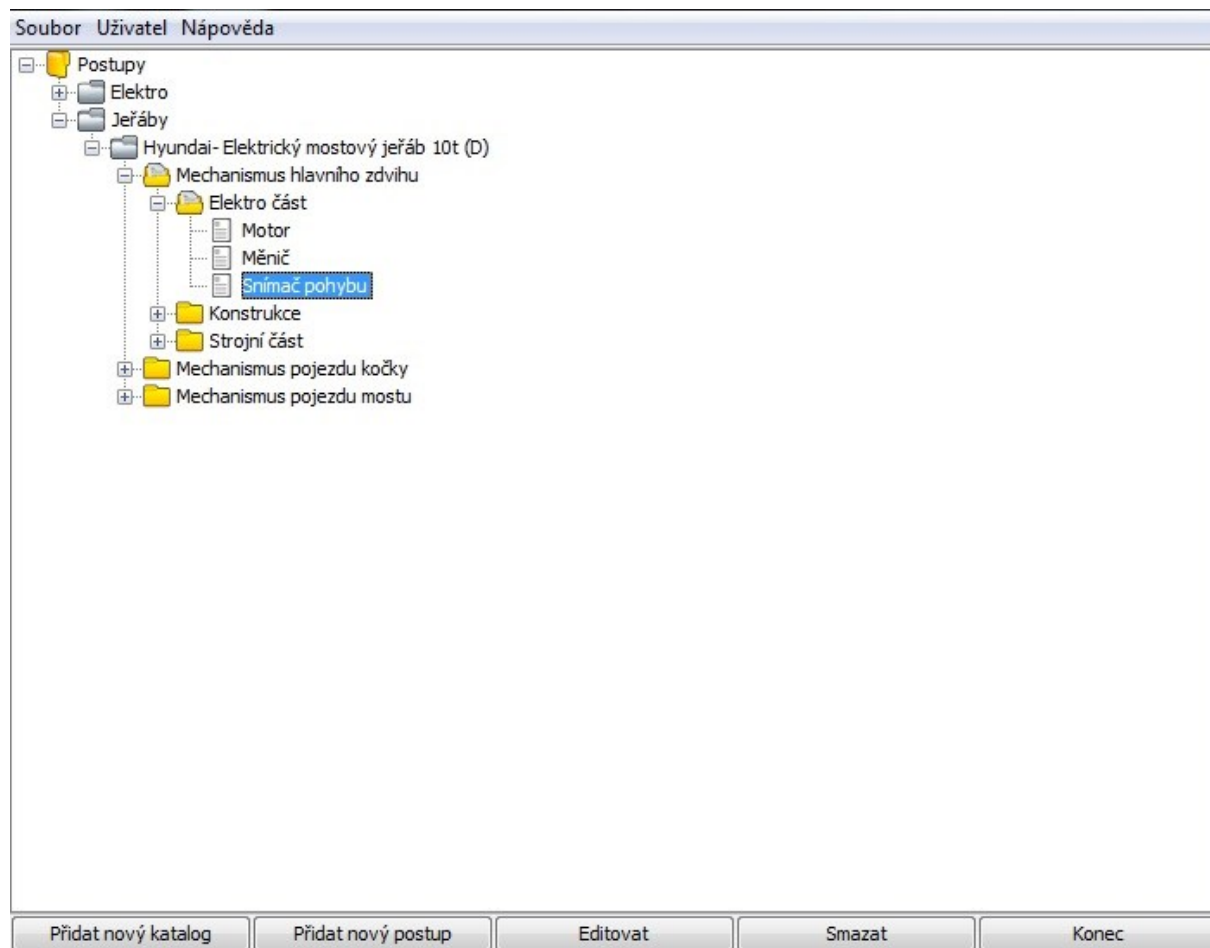 Soubor Uživatel Nápověda
Postupy
Elektro
Jeřáby
Hyundai- Elektrický mostový jeřáb 10t (D)
Mechanismus hlavního zdvihu
Elektro část
Motor
Měnič
Snímač pohybu
Konstrukce
Strojní část
Mechanismus pojezdu kočky
Mechanismus pojezdu mostu
Přidat nový katalog Přidat nový postup Editovat Smazat Konec